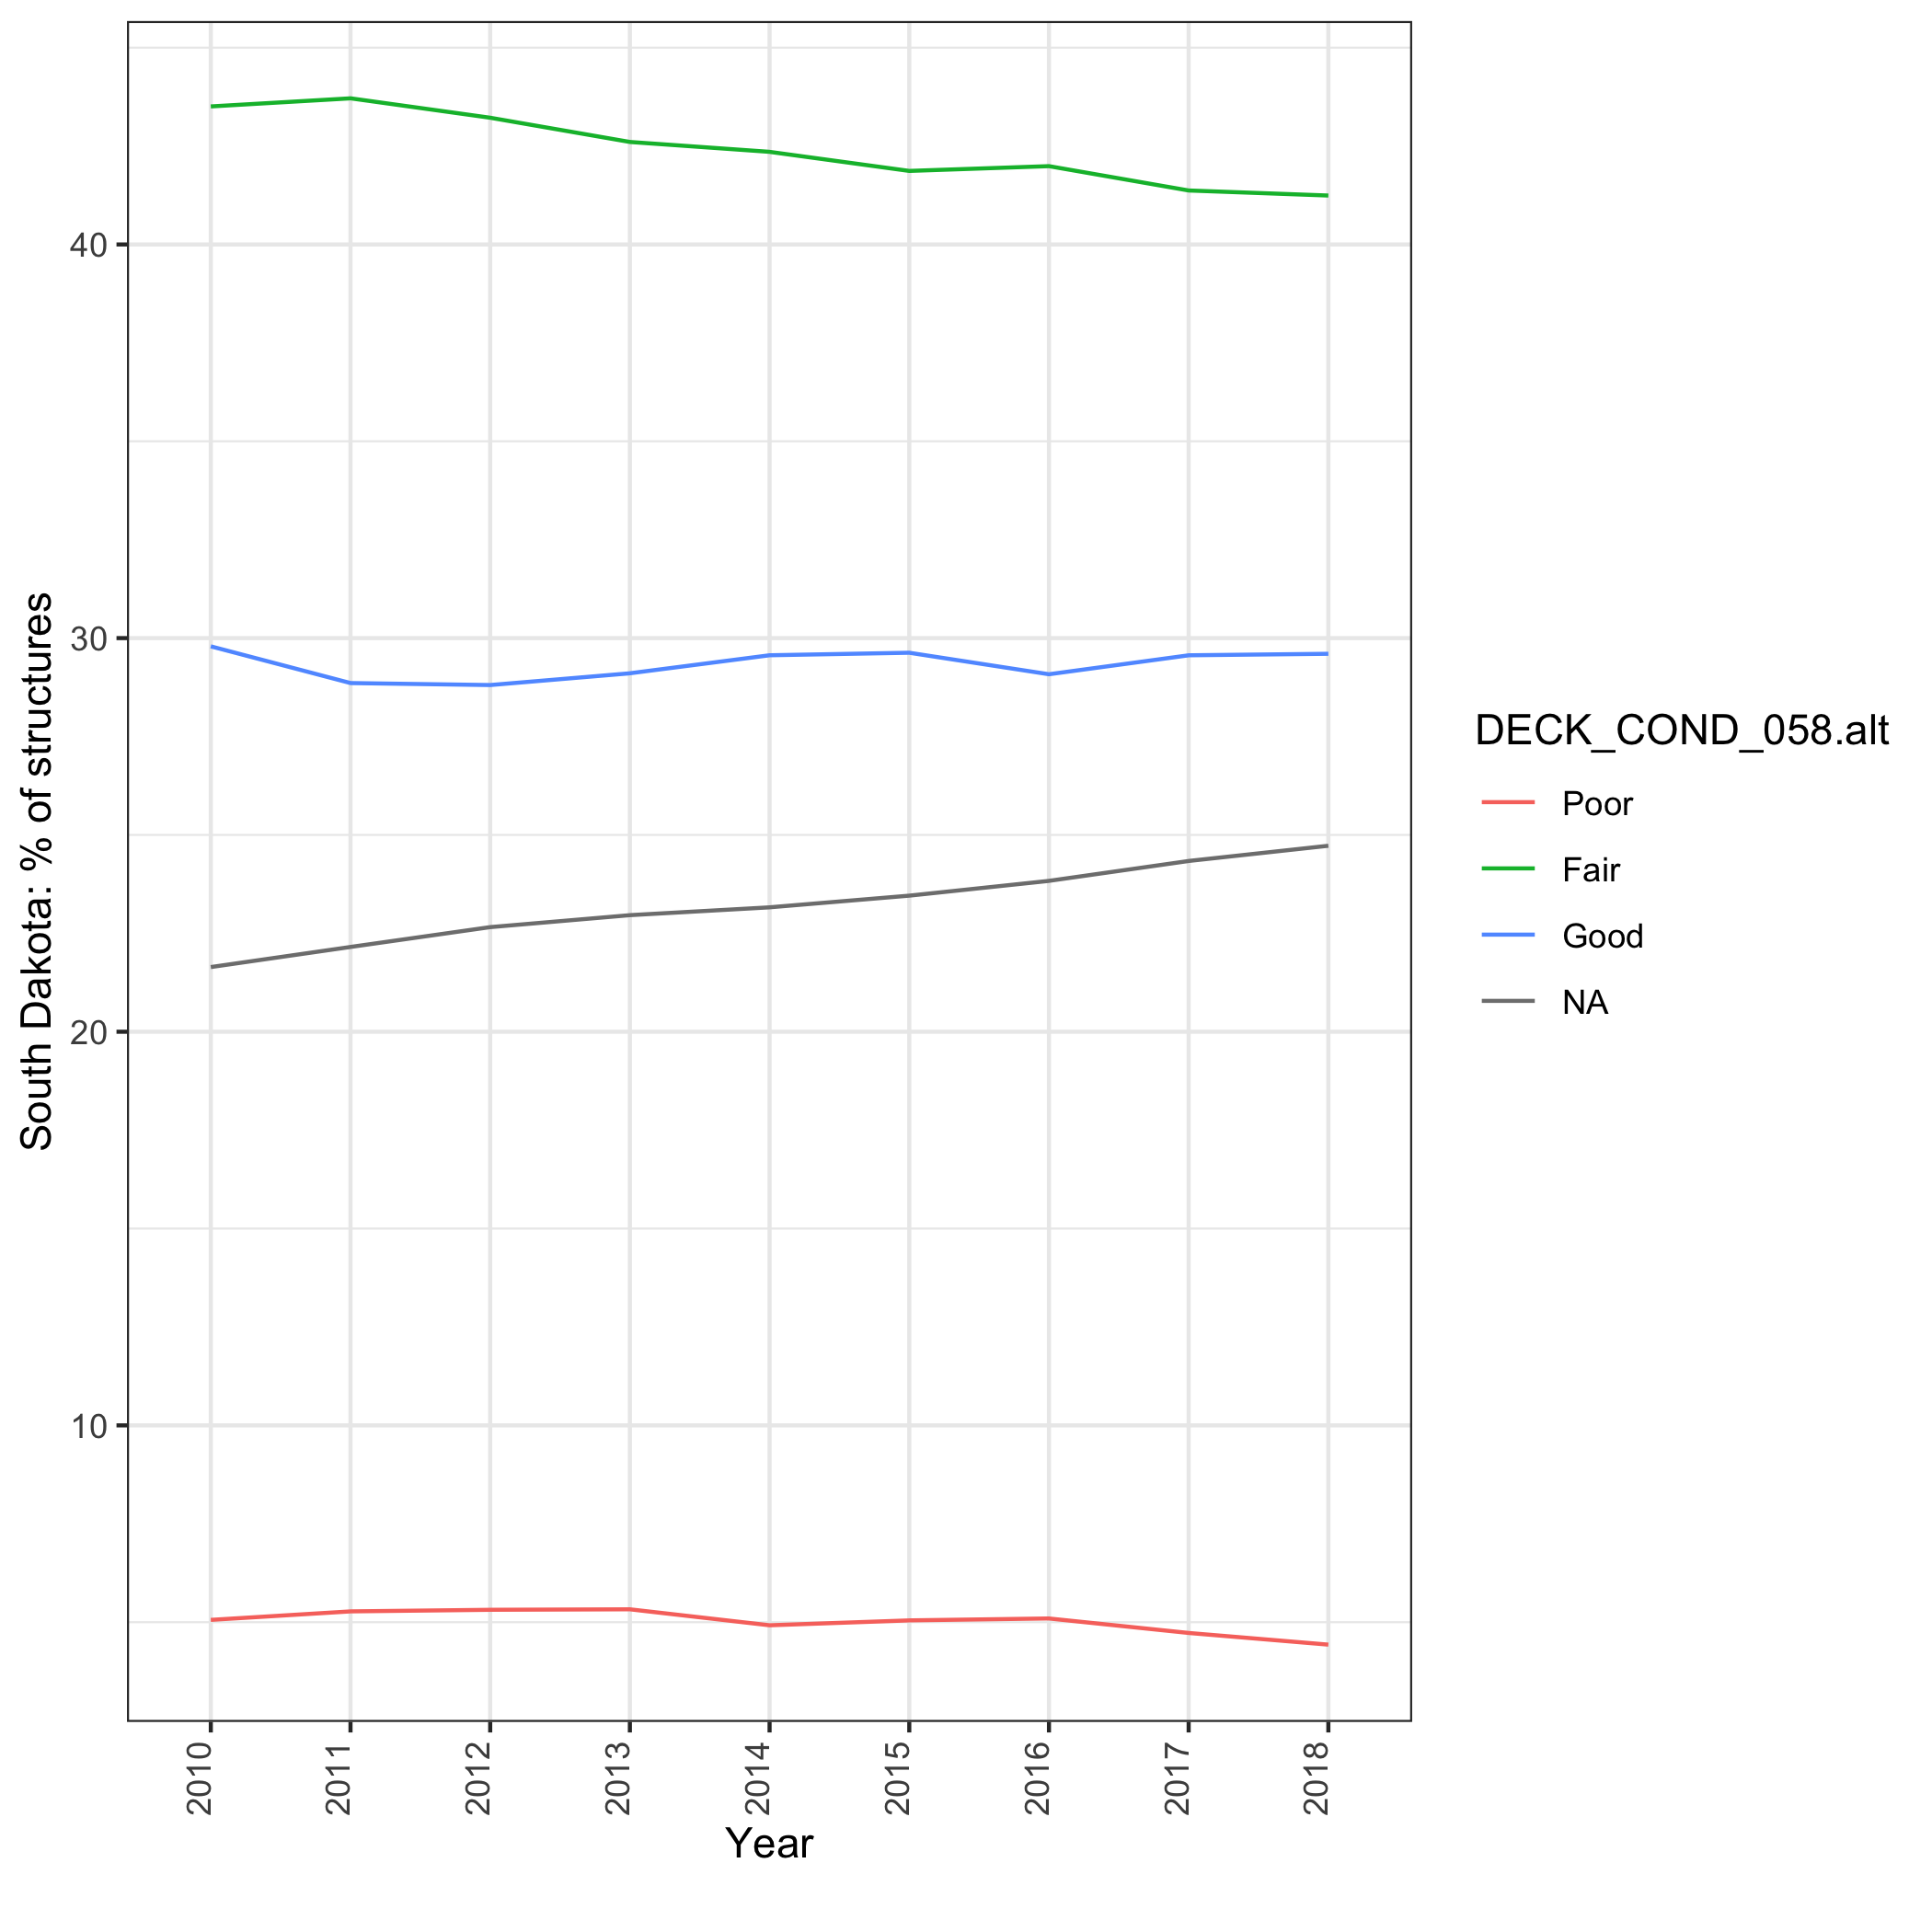 South Dakota: % of structures
40
30
20
10
2010
2011
2012
2013
2014
2015
2016
2017
2018
Year
DECK_COND_058.alt
Poor
Fair
Good
NA